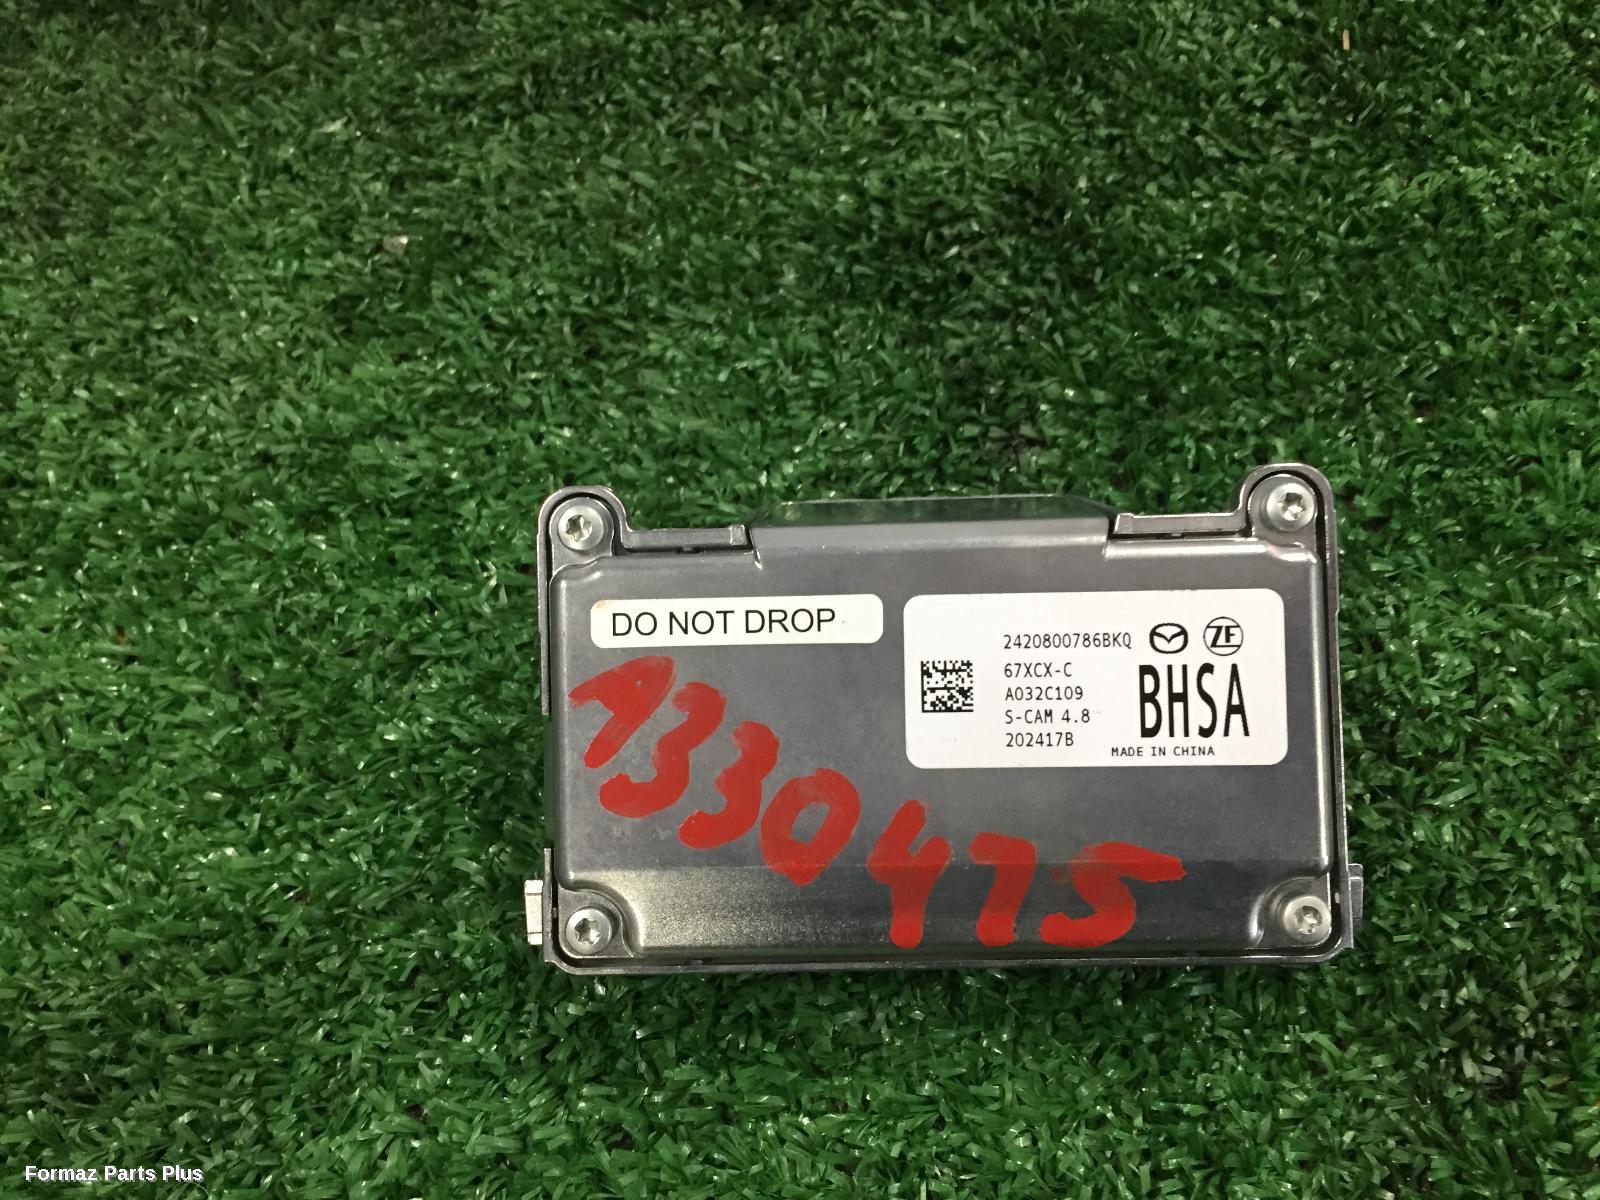 DO NOT DROP
2420800786BKQ
ZF
67XCX-C
A032C109
S-CAM 4.8
202417B
BHSA
MADE IN CHINA
A330475
Formaz Parts Plus